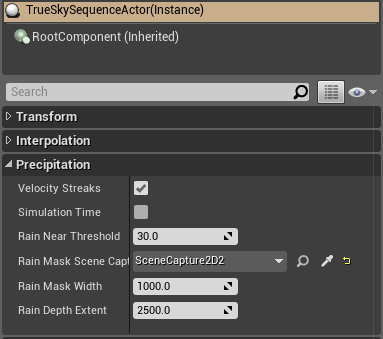 TrueSkySequenceActor(Instance)
RootComponent (Inherited)
Search
Transform
Interpolation
Precipitation
Velocity Streaks
Simulation Time
Rain Near Threshold 30.0
Rain Mask Scene Capt SceneCapture2D2
Rain Mask Width 1000.0
Rain Depth Extent 2500.0